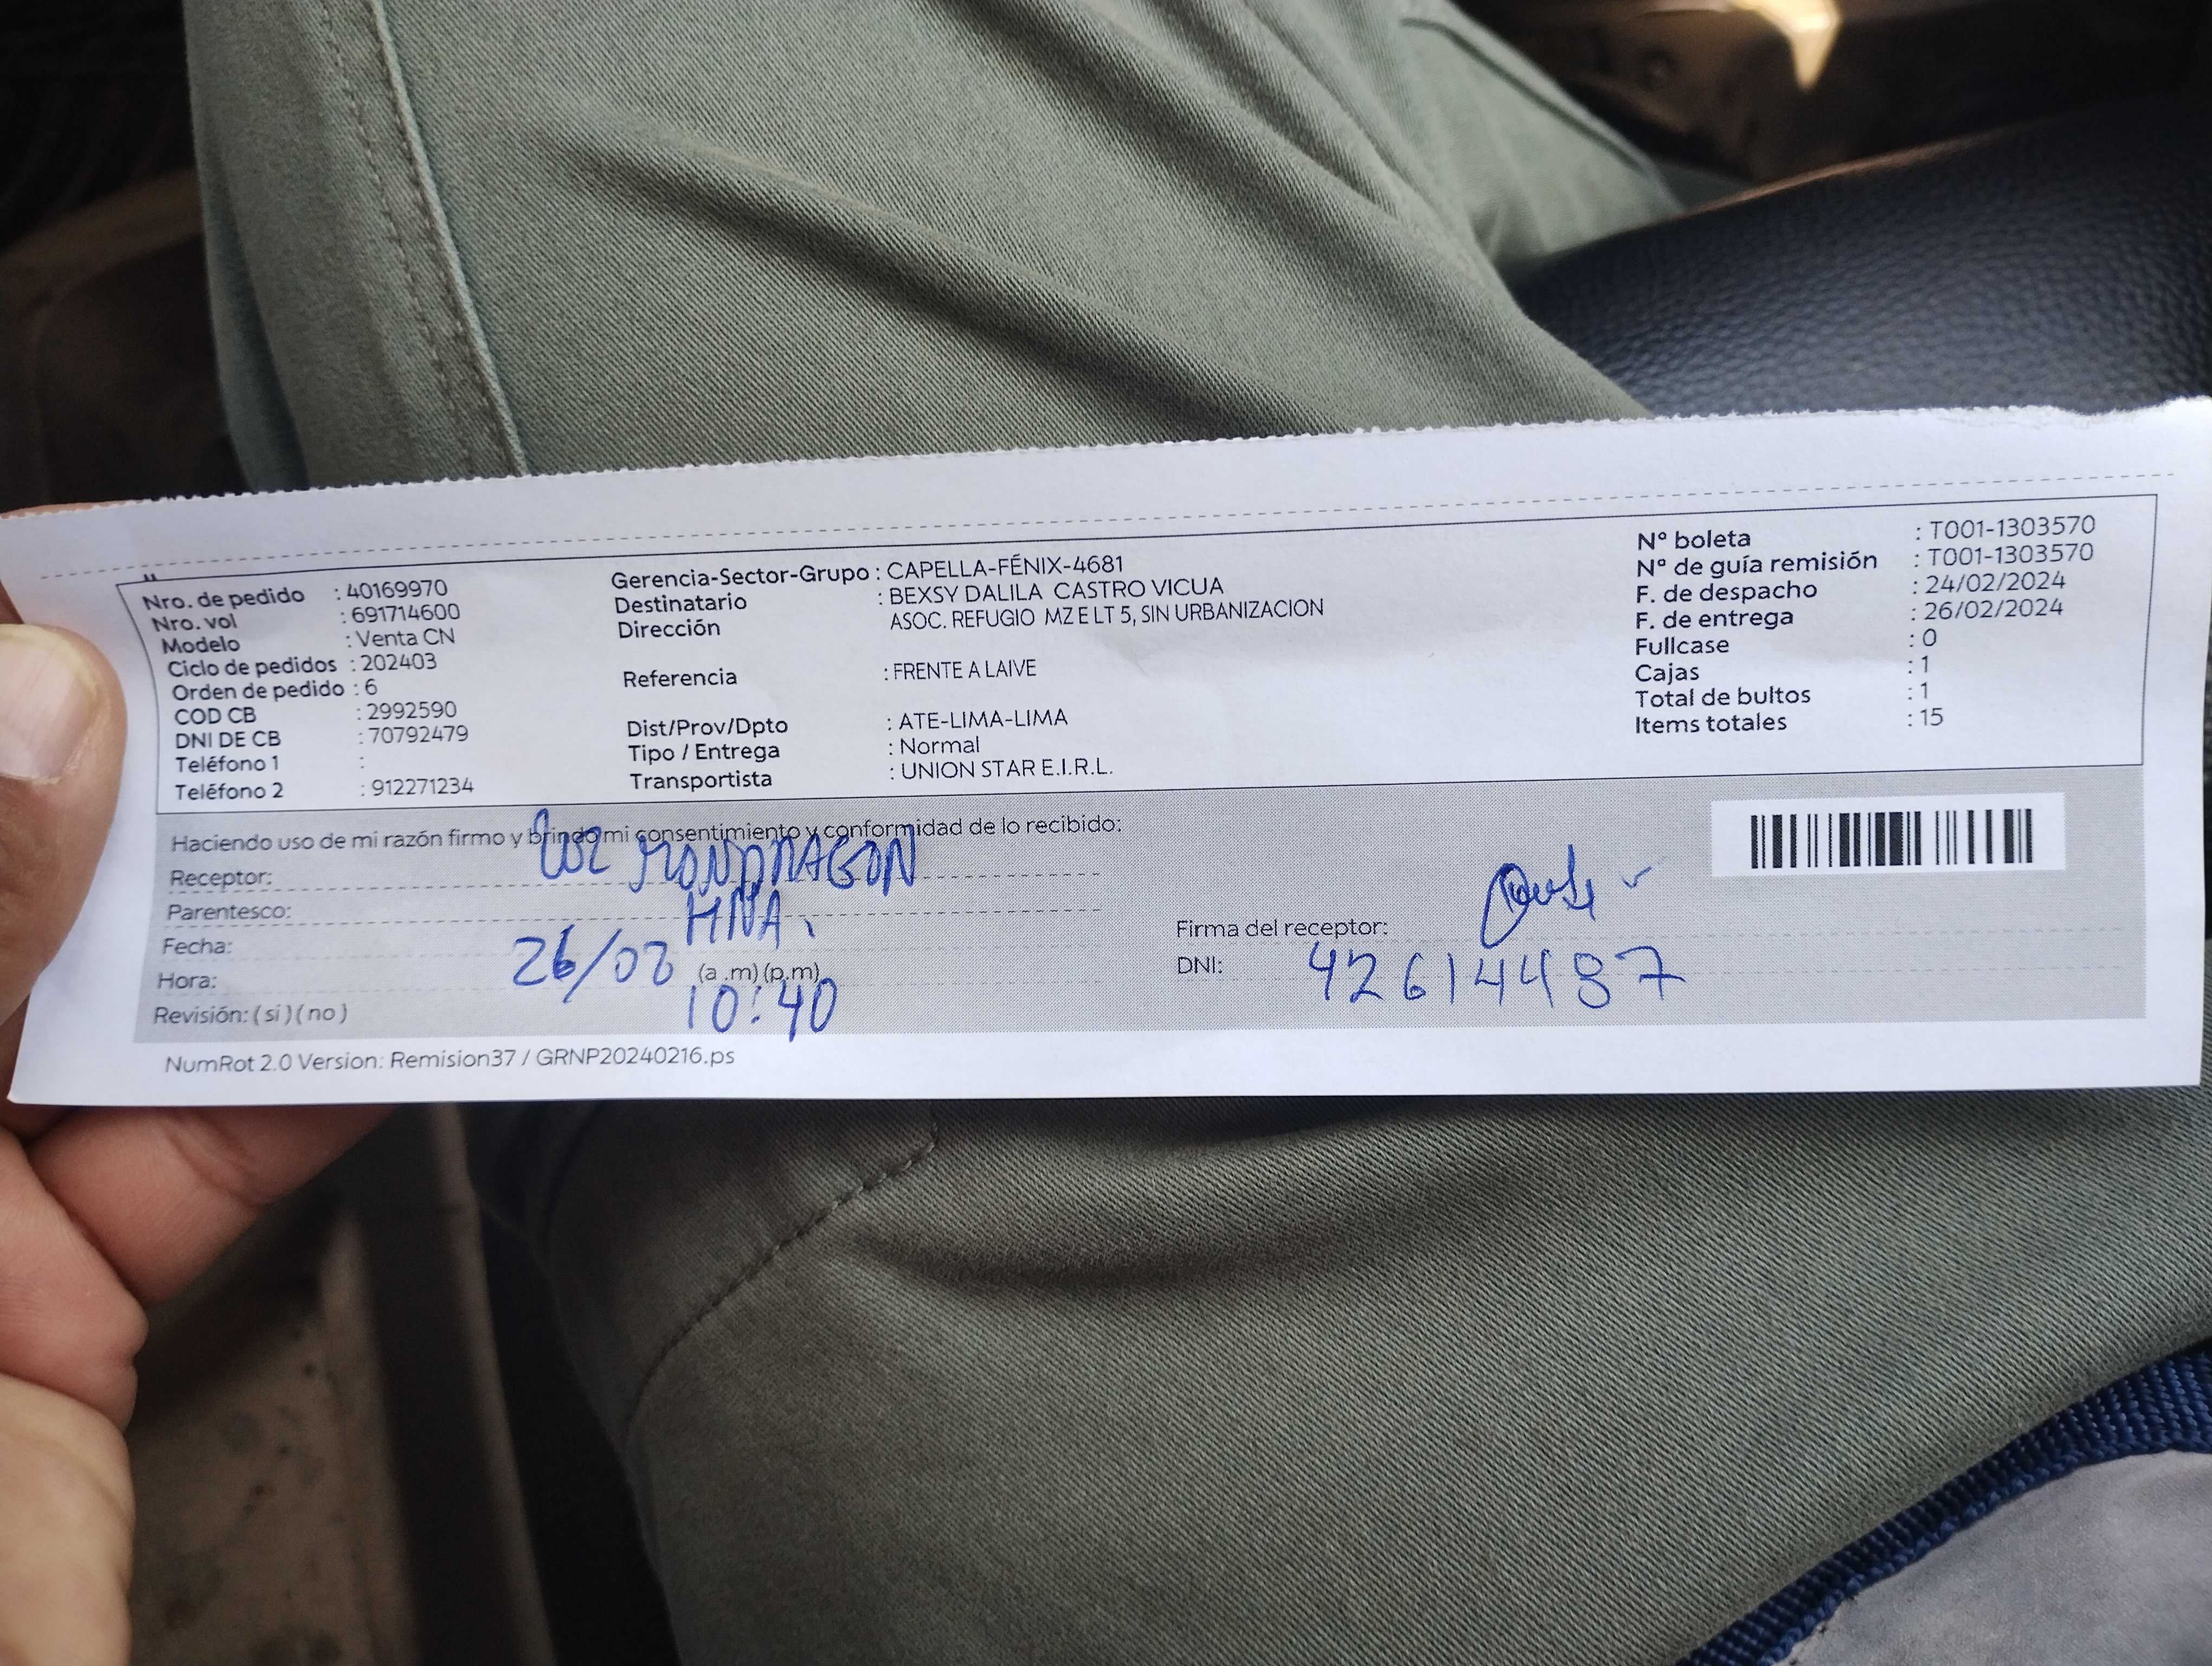 Nro. de pedido : 40169970
Nro. vol : 691714600
Modelo : Venta CN
Ciclo de pedidos : 202403
Orden de pedido : 6
COD CB : 2992590
DNI DE CB : 70792479
Teléfono 1 :
Teléfono 2 : 912271234
Gerencia-Sector-Grupo : CAPELLA-FÉNIX-4681
Destinatario : BEXSY DALILA CASTRO VICUA
Dirección ASOC. REFUGIO MZ E LT 5, SIN URBANIZACION
Referencia : FRENTE A LAIVE
Dist/Prov/Dpto : ATE-LIMA-LIMA
Tipo / Entrega : Normal
Transportista : UNION STAR E.I.R.L.
N° boleta : T001-1303570
N° de guía remisión : T001-1303570
F. de despacho : 24/02/2024
F. de entrega : 26/02/2024
Fullcase : 0
Cajas : 1
Total de bultos : 1
Items totales : 15
Haciendo uso de mi razón firmo y brindo mi consentimiento y conformidad de lo recibido:
Receptor: LUZ MONDRAGON
Parentesco: HNA.
Fecha: 26/02
Hora: (a .m) (p.m) 10:40
Revisión: ( si ) ( no )
Firma del receptor:
DNI: 42614487
NumRot 2.0 Version: Remision37 / GRNP20240216.ps